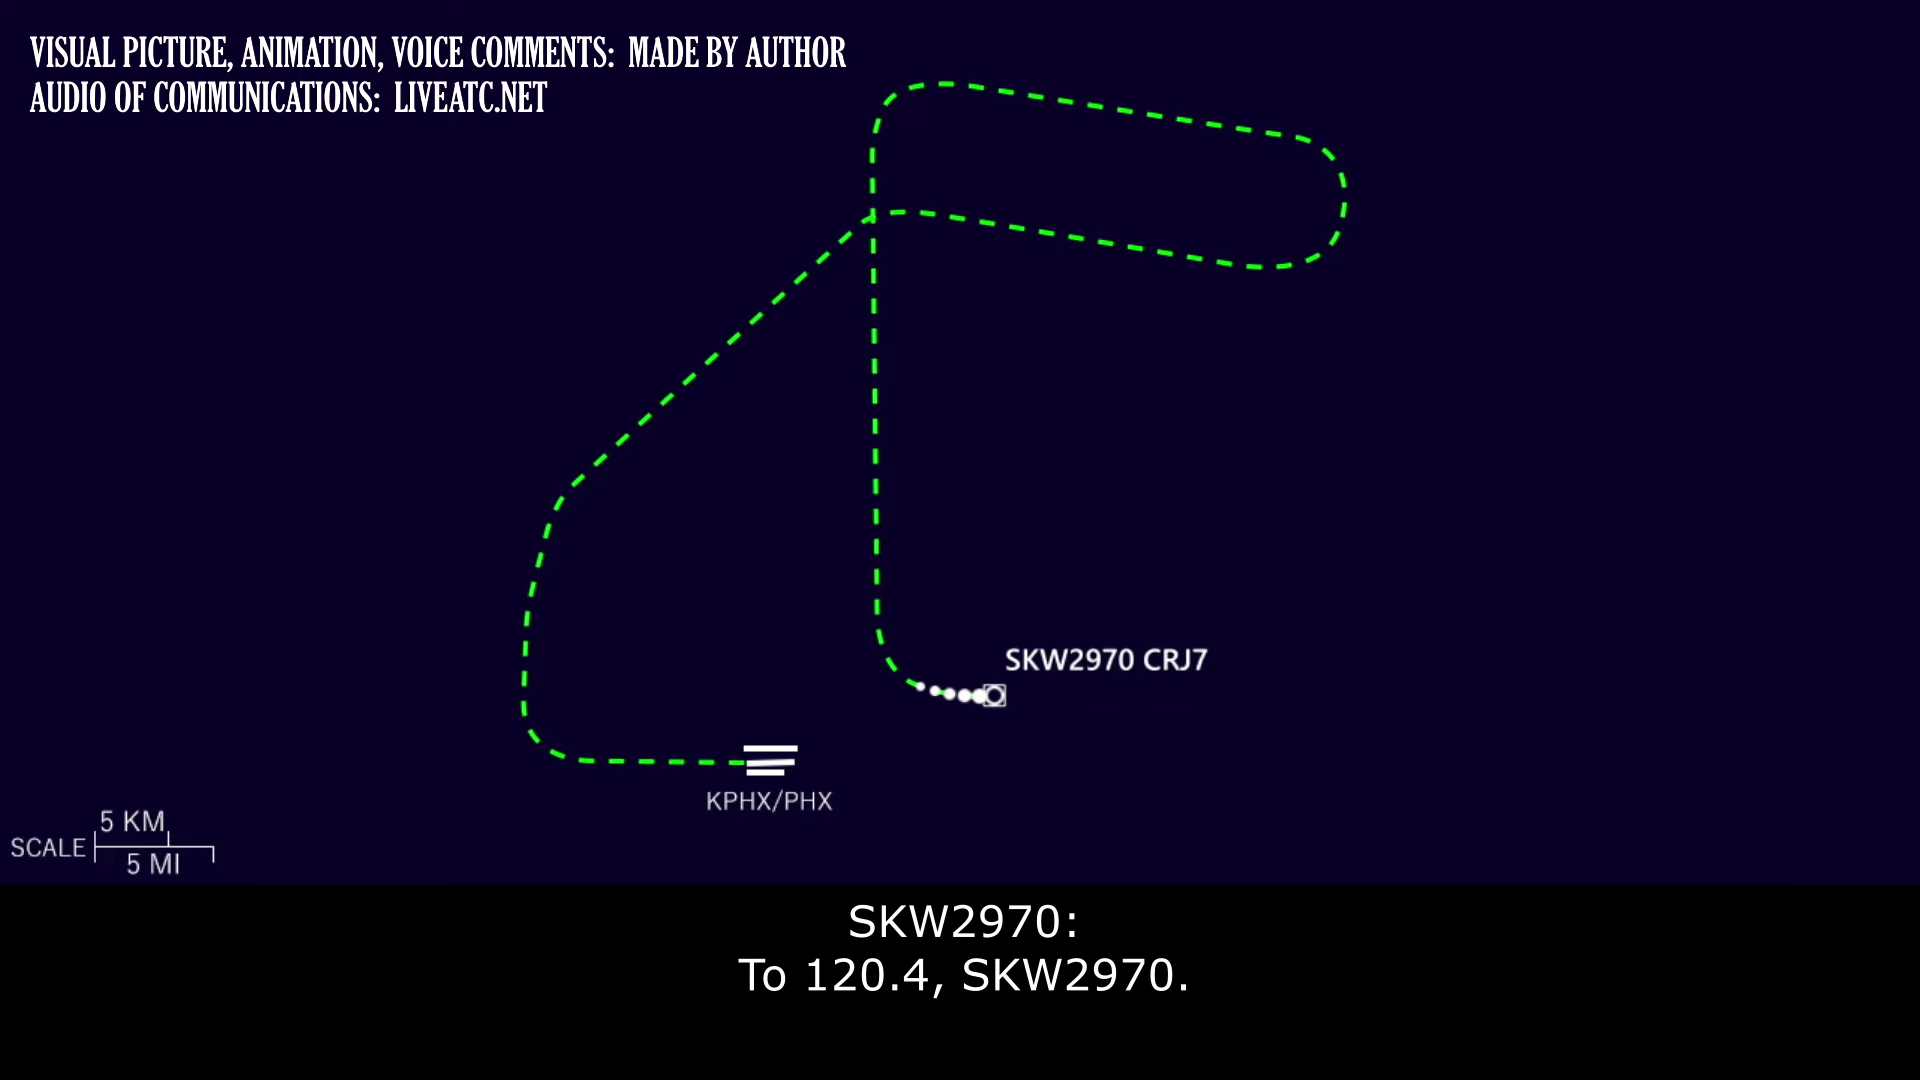 VISUAL PICTURE, ANIMATION, VOICE COMMENTS: MADE BY AUTHOR
AUDIO OF COMMUNICATIONS: LIVEATC.NET
SKW2970 CRJ7
KPHX/PHX
5 KM
SCALE
5 MI
SKW2970:
To 120.4, SKW2970.